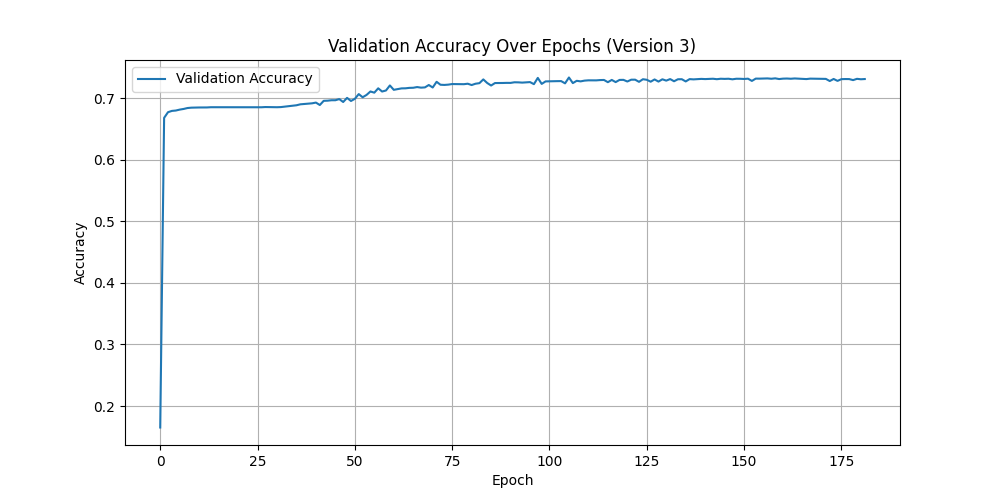 Validation Accuracy Over Epochs (Version 3)
Validation Accuracy
Accuracy
0.7
0.6
0.5
0.4
0.3
0.2
0 25 50 75 100 125 150 175
Epoch